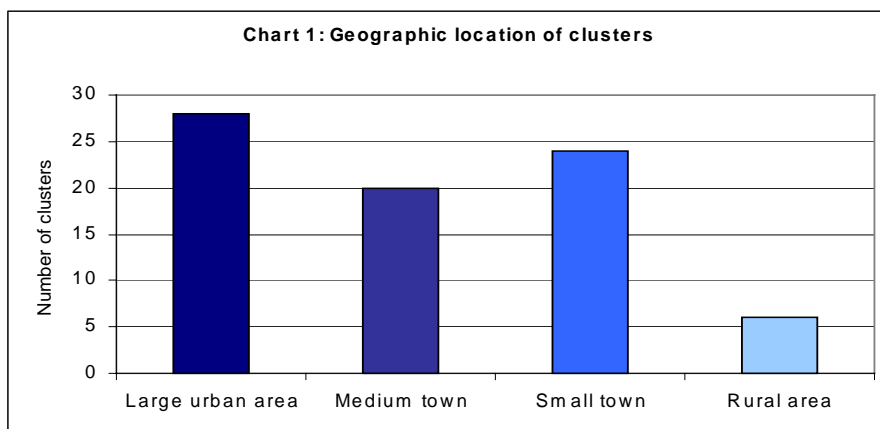 Chart 1: Geographic location of clusters
Number of clusters
30
25
20
15
10
5
0
Large urban area Medium town Small town Rural area